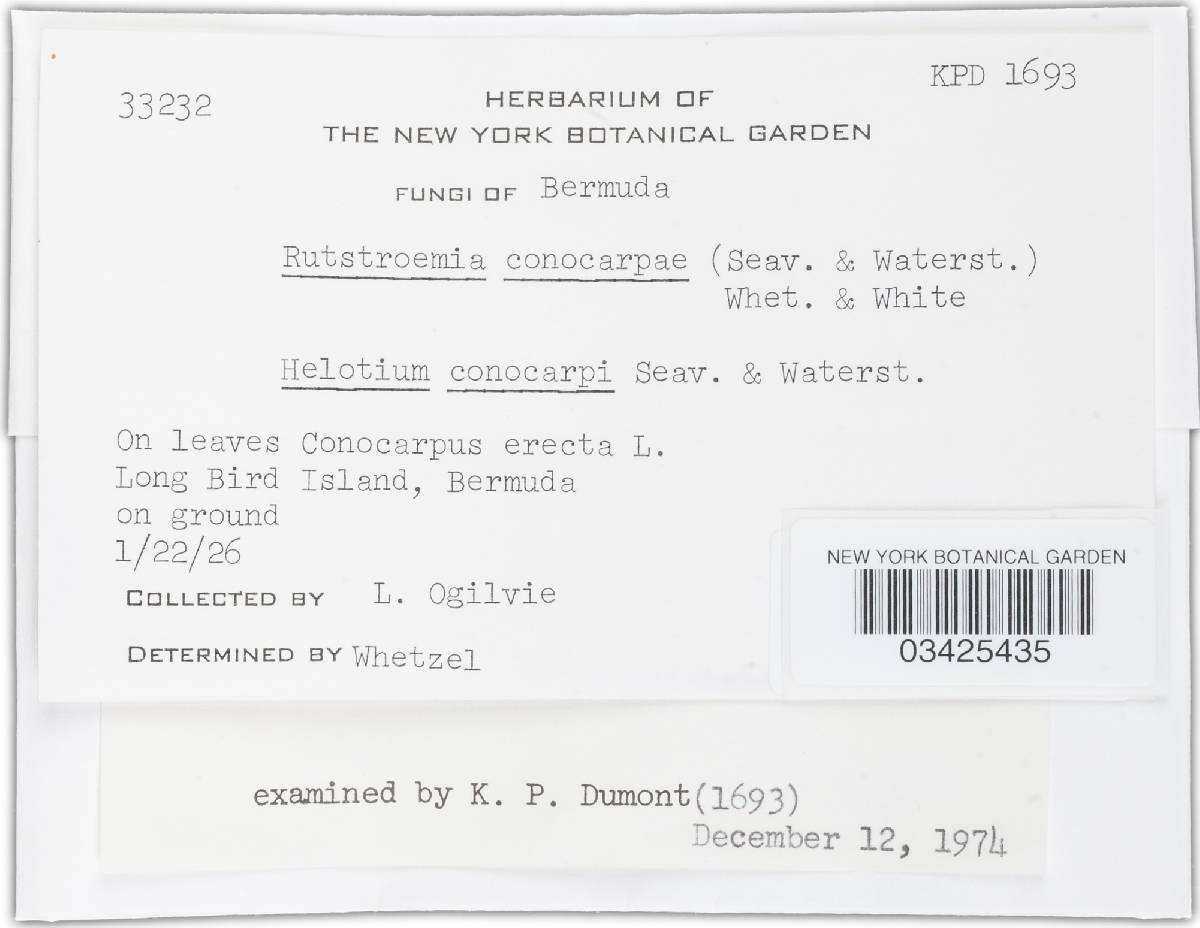 33232
KPD 1693
HERBARIUM OF
THE NEW YORK BOTANICAL GARDEN
FUNGI OF Bermuda
Rutstroemia conocarpae (Seav. & Waterst.)
Whet. & White
Helotium conocarpi Seav. & Waterst.
On leaves Conocarpus erecta L.
Long Bird Island, Bermuda
on ground
1/22/26
COLLECTED BY L. Ogilvie
DETERMINED BY Whetzel
NEW YORK BOTANICAL GARDEN
03425435
examined by K. P. Dumont(1693)
December 12, 1974